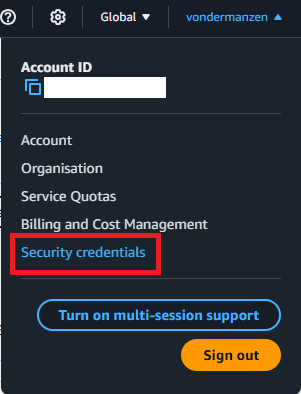 Global vondermanzen
Account ID
Account
Organisation
Service Quotas
Billing and Cost Management
Security credentials
Turn on multi-session support
Sign out